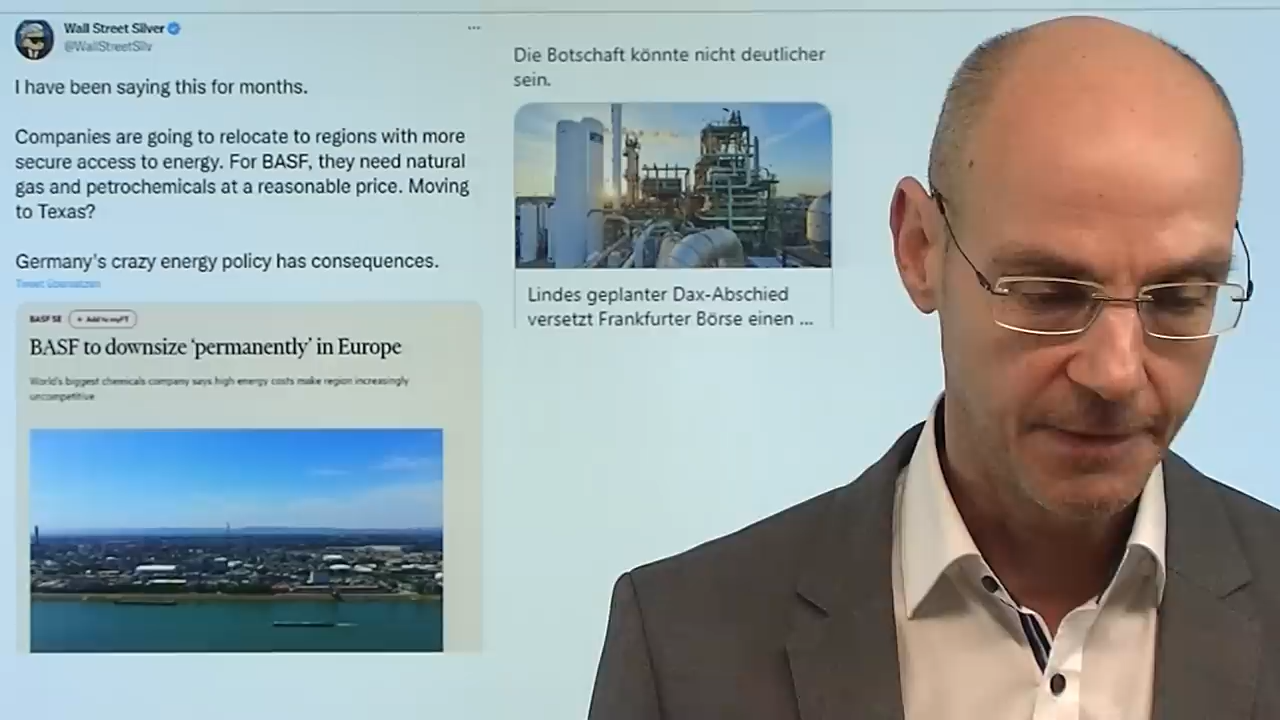 Wall Street Silver
@WallStreetSilv
I have been saying this for months.
Companies are going to relocate to regions with more
secure access to energy. For BASF, they need natural
gas and petrochemicals at a reasonable price. Moving
to Texas?
Germany's crazy energy policy has consequences.
Tweet übersetzen
BASF SE + Add to myFT
BASF to downsize ‘permanently’ in Europe
World's biggest chemicals company says high energy costs make region increasingly
uncompetitive
Die Botschaft könnte nicht deutlicher
sein.
Lindes geplanter Dax-Abschied
versetzt Frankfurter Börse einen ...